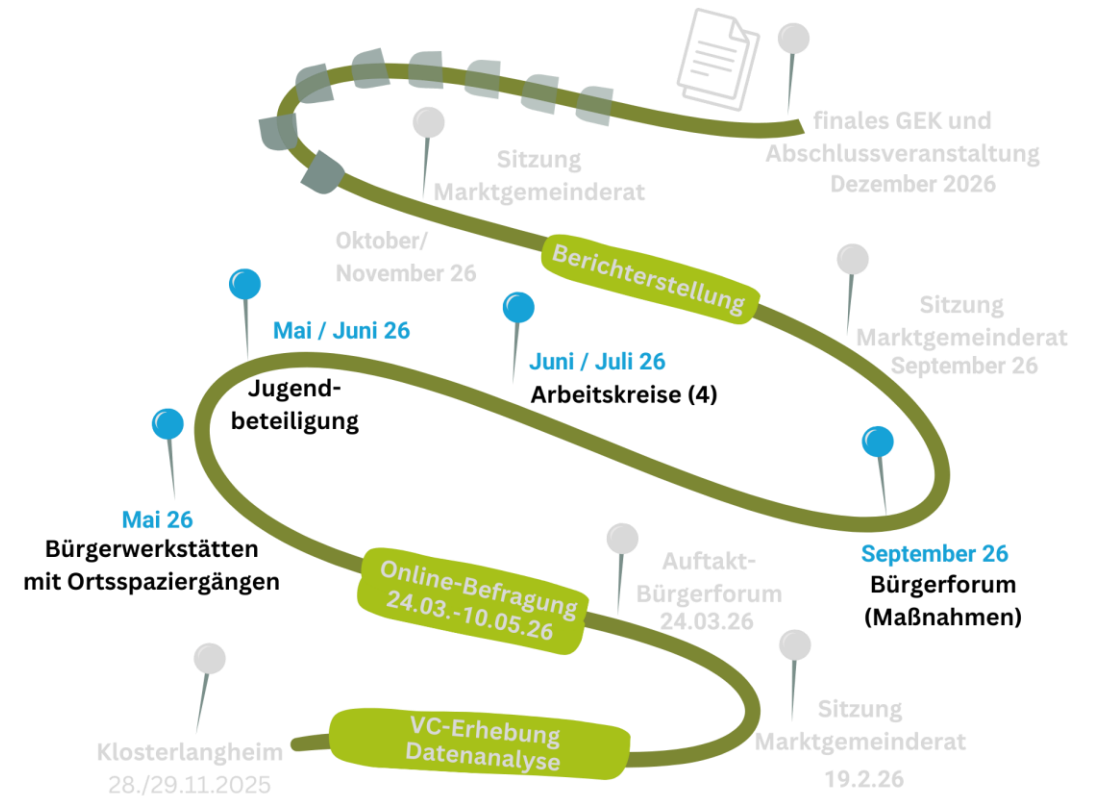 finales GEK und
Abschlussveranstaltung
Dezember 2026
Sitzung
Marktgemeinderat
Oktober/
November 26
Berichterstellung
Sitzung
Marktgemeinderat
September 26
Mai / Juni 26
Jugend-
beteiligung
Juni / Juli 26
Arbeitskreise (4)
Mai 26
Bürgerwerkstätten
mit Ortsspaziergängen
September 26
Bürgerforum
(Maßnahmen)
Online-Befragung
24.03.-10.05.26
Auftakt-
Bürgerforum
24.03.26
Sitzung
Marktgemeinderat
19.2.26
VC-Erhebung
Datenanalyse
Klosterlangheim
28./29.11.2025